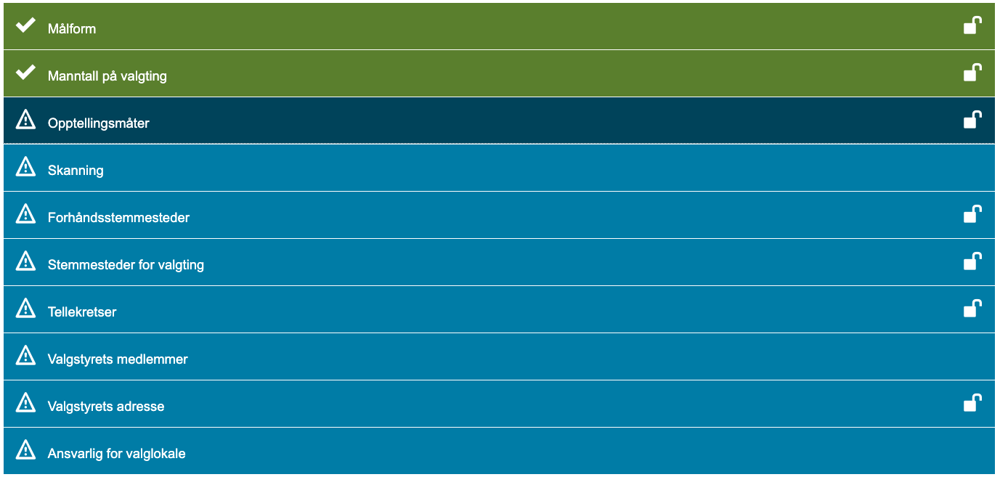 Målform
Manntall på valgting
Opptellingsmåter
Skanning
Forhåndsstemmesteder
Stemmesteder for valgting
Tellekretser
Valgstyrets medlemmer
Valgstyrets adresse
Ansvarlig for valglokale